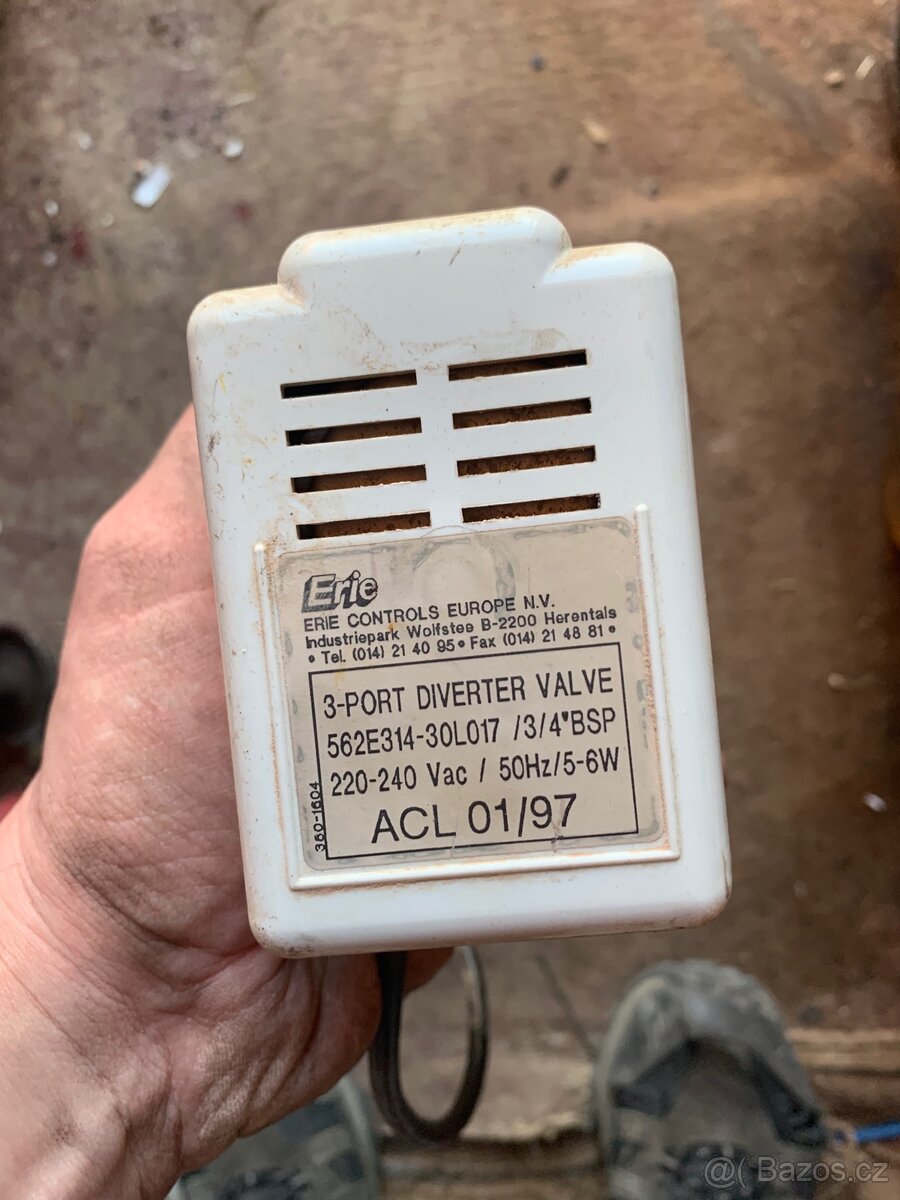 Erie
ERIE CONTROLS EUROPE N.V.
Industriepark Wolfstee B-2200 Herentals
• Tel. (014) 21 40 95 • Fax (014) 21 48 81 •
3-PORT DIVERTER VALVE
562E314-30L017 /3/4"BSP
220-240 Vac / 50Hz/5-6W
ACL 01/97
350-1604
@( Bazos.cz